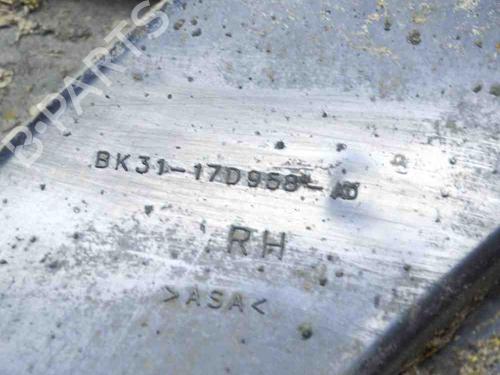 B-PARTS
BK31-17D958-
RH
>ASA<